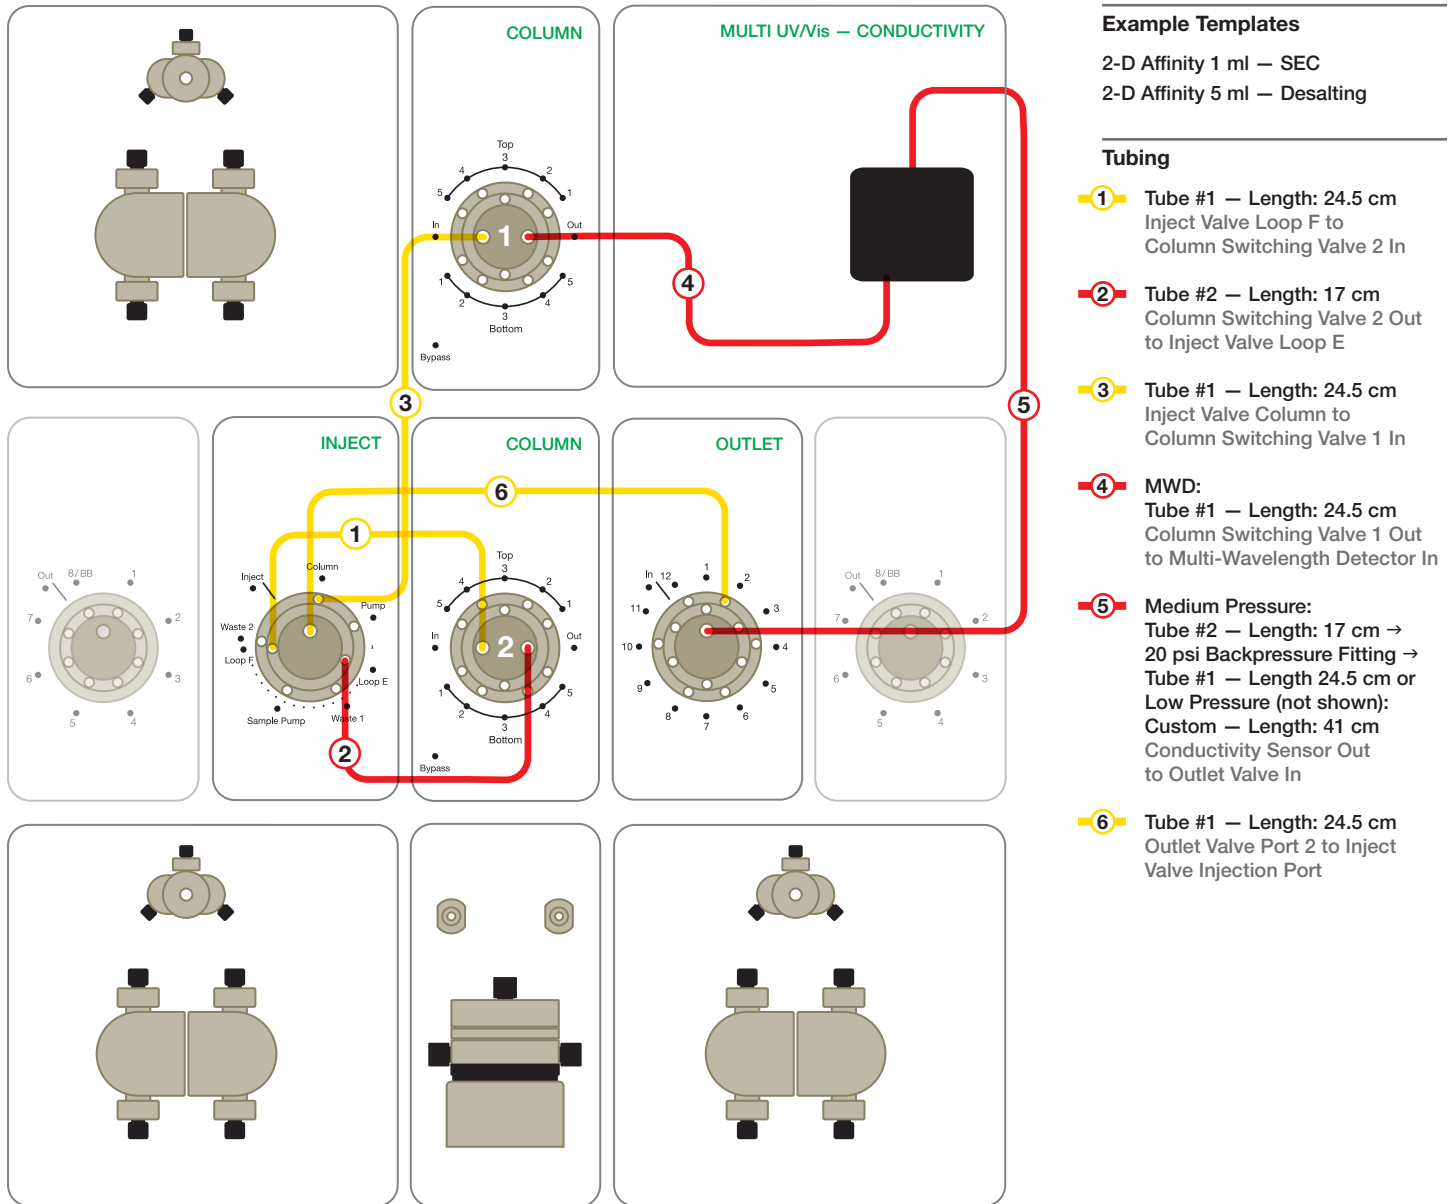 COLUMN
MULTI UV/Vis — CONDUCTIVITY
Top
3
4
2
5
1
In
1
Out
1
5
2
4
3
Bottom
Bypass
4
3
5
INJECT
COLUMN
OUTLET
6
1
Out
8/BB
1
7
2
6
3
5
4
Inject
Column
Pump
Waste 2
Loop F
Loop E
Sample Pump
Waste 1
2
Top
3
4
2
5
1
In
2
Out
1
5
2
4
3
Bottom
Bypass
In
12
1
2
11
3
10
4
9
5
8
6
7
Out
8/BB
1
7
2
6
3
5
4
Example Templates
2-D Affinity 1 ml — SEC
2-D Affinity 5 ml — Desalting
Tubing
1 Tube #1 — Length: 24.5 cm
Inject Valve Loop F to
Column Switching Valve 2 In
2 Tube #2 — Length: 17 cm
Column Switching Valve 2 Out
to Inject Valve Loop E
3 Tube #1 — Length: 24.5 cm
Inject Valve Column to
Column Switching Valve 1 In
4 MWD:
Tube #1 — Length: 24.5 cm
Column Switching Valve 1 Out
to Multi-Wavelength Detector In
5 Medium Pressure:
Tube #2 — Length: 17 cm →
20 psi Backpressure Fitting →
Tube #1 — Length 24.5 cm or
Low Pressure (not shown):
Custom — Length: 41 cm
Conductivity Sensor Out
to Outlet Valve In
6 Tube #1 — Length: 24.5 cm
Outlet Valve Port 2 to Inject
Valve Injection Port